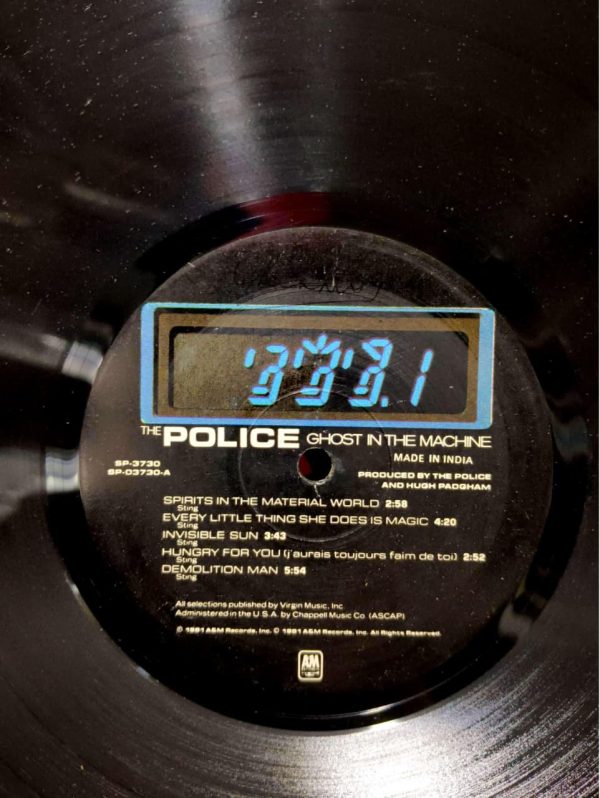 THE POLICE GHOST IN THE MACHINE
MADE IN INDIA
SP-3730
SP-03730-A
PRODUCED BY THE POLICE
AND HUGH PADGHAM
SPIRITS IN THE MATERIAL WORLD 2:58
Sting
EVERY LITTLE THING SHE DOES IS MAGIC 4:20
Sting
INVISIBLE SUN 3:43
Sting
HUNGRY FOR YOU (j'aurais toujours faim de toi) 2:52
Sting
DEMOLITION MAN 5:54
Sting
All selections published by Virgin Music, Inc.
Administered in the U.S.A. by Chappell Music Co. (ASCAP)
℗ 1981 A&M Records, Inc. © 1981 A&M Records, Inc. All Rights Reserved.
A&M